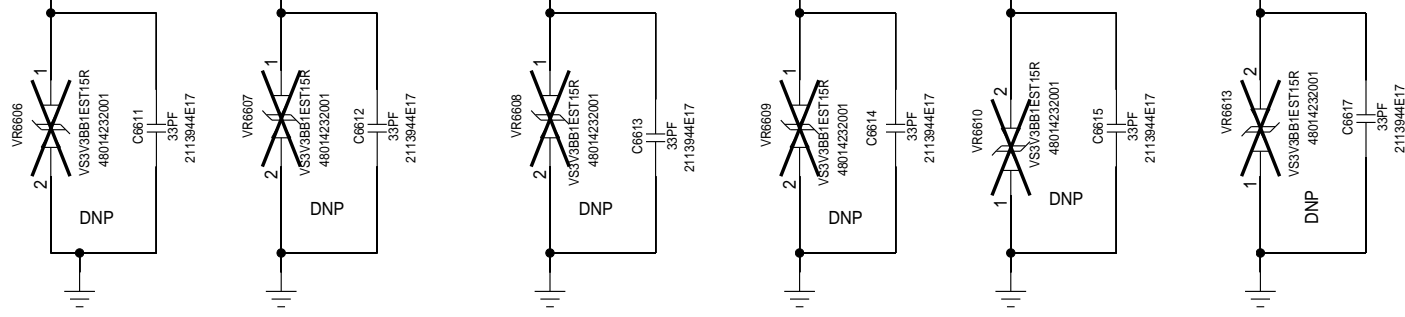 1
VR6606
VS3V3BB1EST15R
48014232001
2
DNP
C6611
33PF
2113944E17
1
VR6607
VS3V3BB1EST15R
48014232001
2
DNP
C6612
33PF
2113944E17
1
VR6608
VS3V3BB1EST15R
48014232001
2
DNP
C6613
33PF
2113944E17
1
VR6609
VS3V3BB1EST15R
48014232001
2
DNP
C6614
33PF
2113944E17
2
VR6610
VS3V3BB1EST15R
48014232001
1
DNP
C6615
33PF
2113944E17
2
VR6613
VS3V3BB1EST15R
48014232001
1
DNP
C6617
33PF
2113944E17